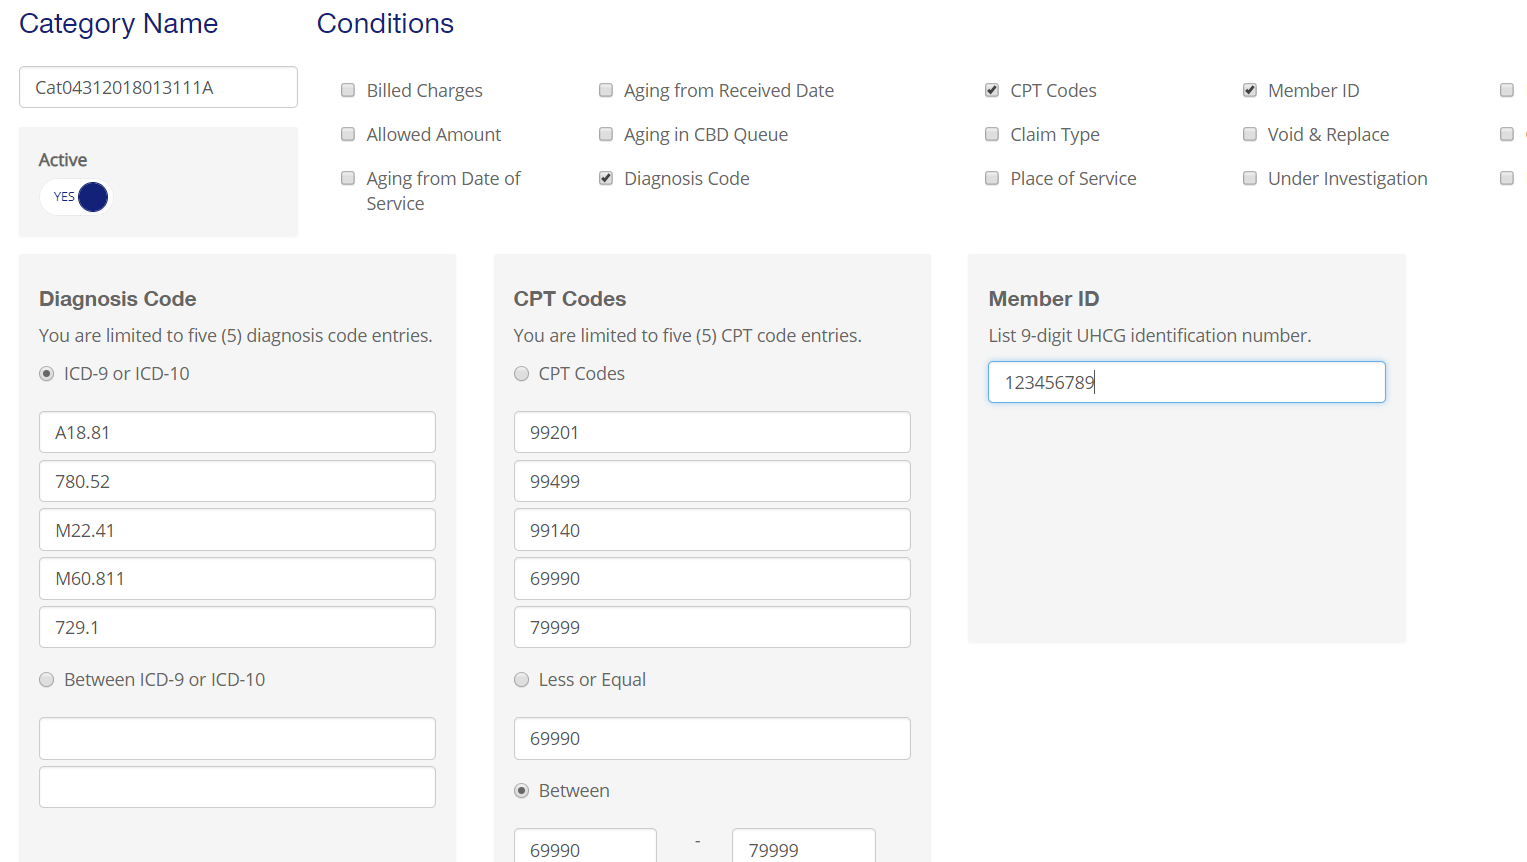 Category Name
Conditions
Cat04312018013111A
Active
YES
Billed Charges
Allowed Amount
Aging from Date of
Service
Aging from Received Date
Aging in CBD Queue
Diagnosis Code
CPT Codes
Claim Type
Place of Service
Member ID
Void & Replace
Under Investigation
Diagnosis Code
You are limited to five (5) diagnosis code entries.
ICD-9 or ICD-10
A18.81
780.52
M22.41
M60.811
729.1
Between ICD-9 or ICD-10
CPT Codes
You are limited to five (5) CPT code entries.
CPT Codes
99201
99499
99140
69990
79999
Less or Equal
69990
Between
69990 - 79999
Member ID
List 9-digit UHCG identification number.
123456789